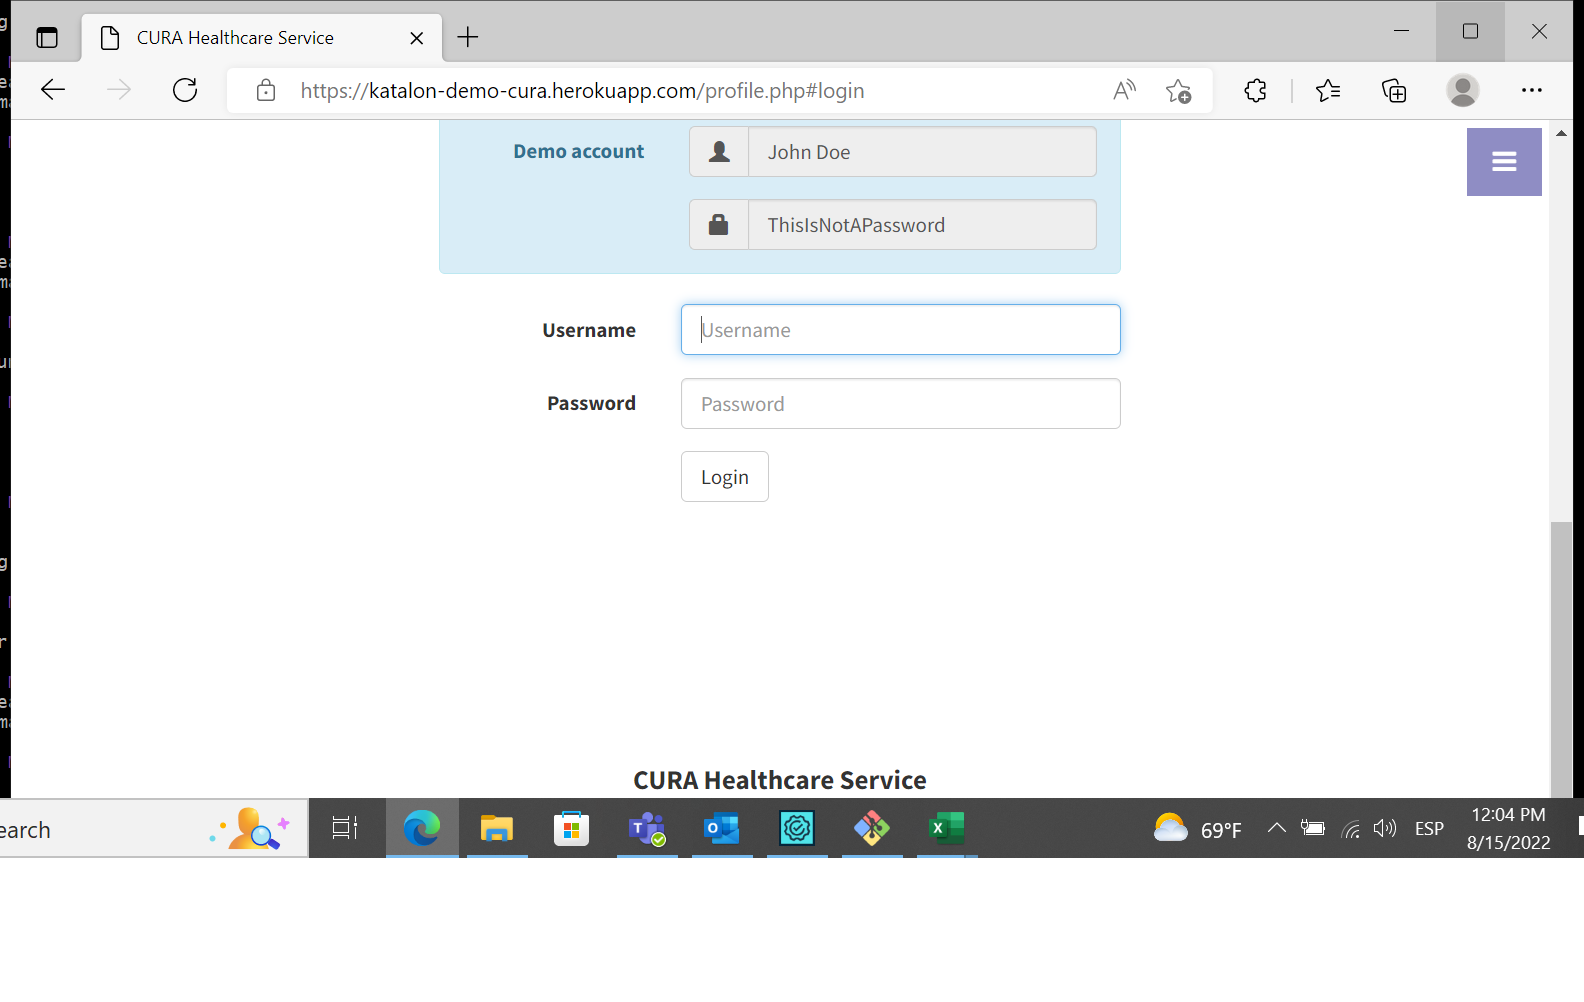 CURA Healthcare Service
https://katalon-demo-cura.herokuapp.com/profile.php#login
Demo account
John Doe
ThisIsNotAPassword
Username
Username
Password
Password
Login
CURA Healthcare Service
earch
69°F
ESP
12:04 PM
8/15/2022